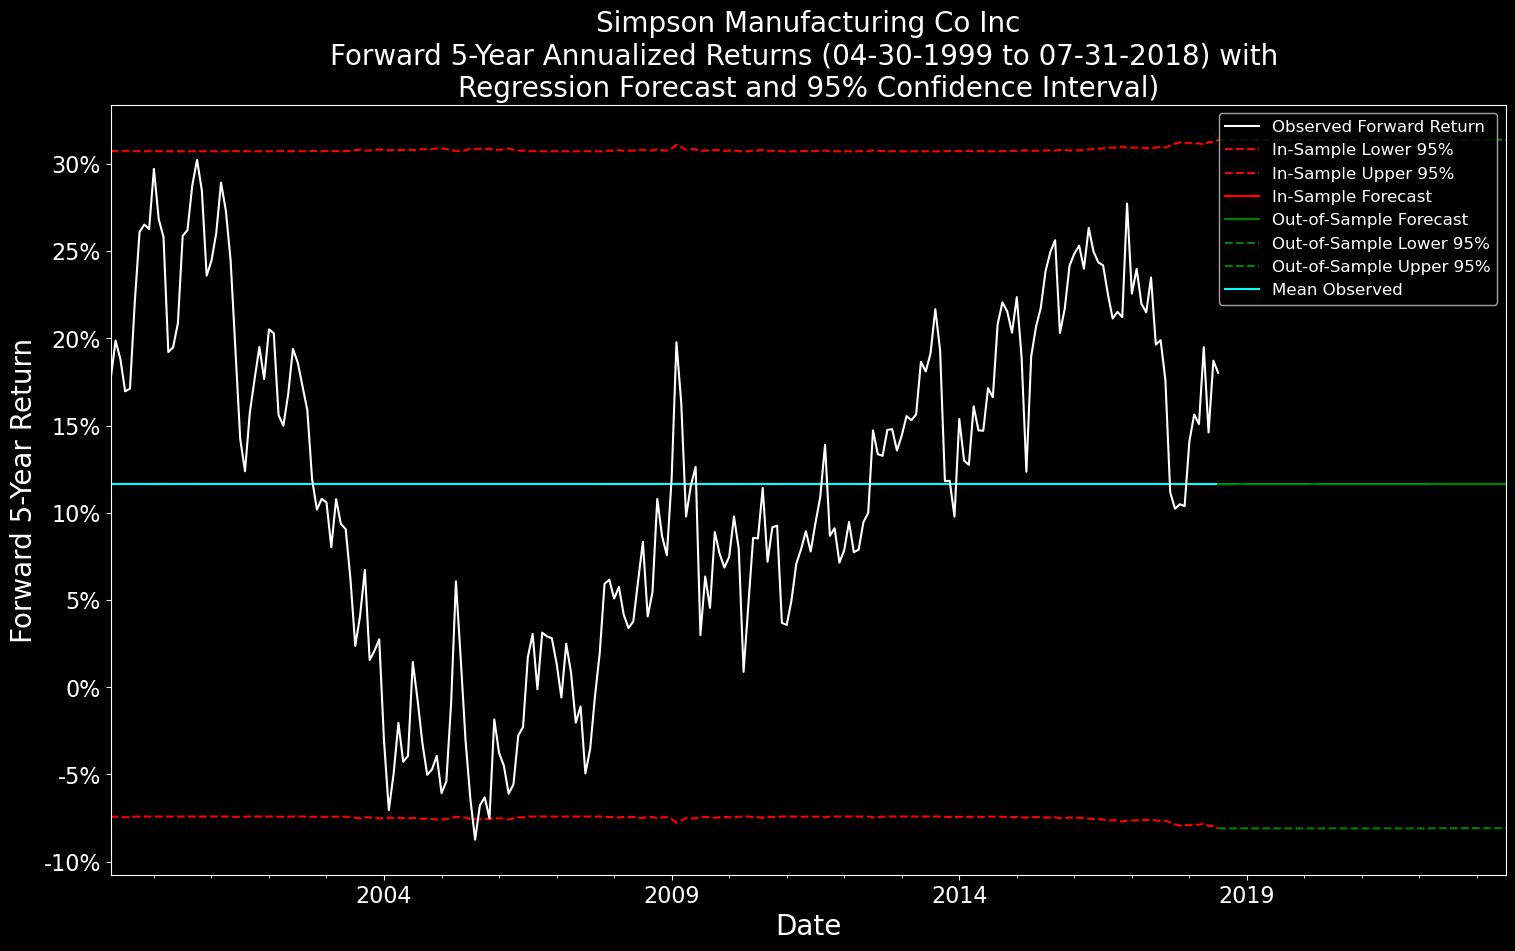 Simpson Manufacturing Co Inc
Forward 5-Year Annualized Returns (04-30-1999 to 07-31-2018) with
Regression Forecast and 95% Confidence Interval)
Observed Forward Return
In-Sample Lower 95%
In-Sample Upper 95%
In-Sample Forecast
Out-of-Sample Forecast
Out-of-Sample Lower 95%
Out-of-Sample Upper 95%
Mean Observed
Forward 5-Year Return
30%
25%
20%
15%
10%
5%
0%
-5%
-10%
2004
2009
2014
2019
Date